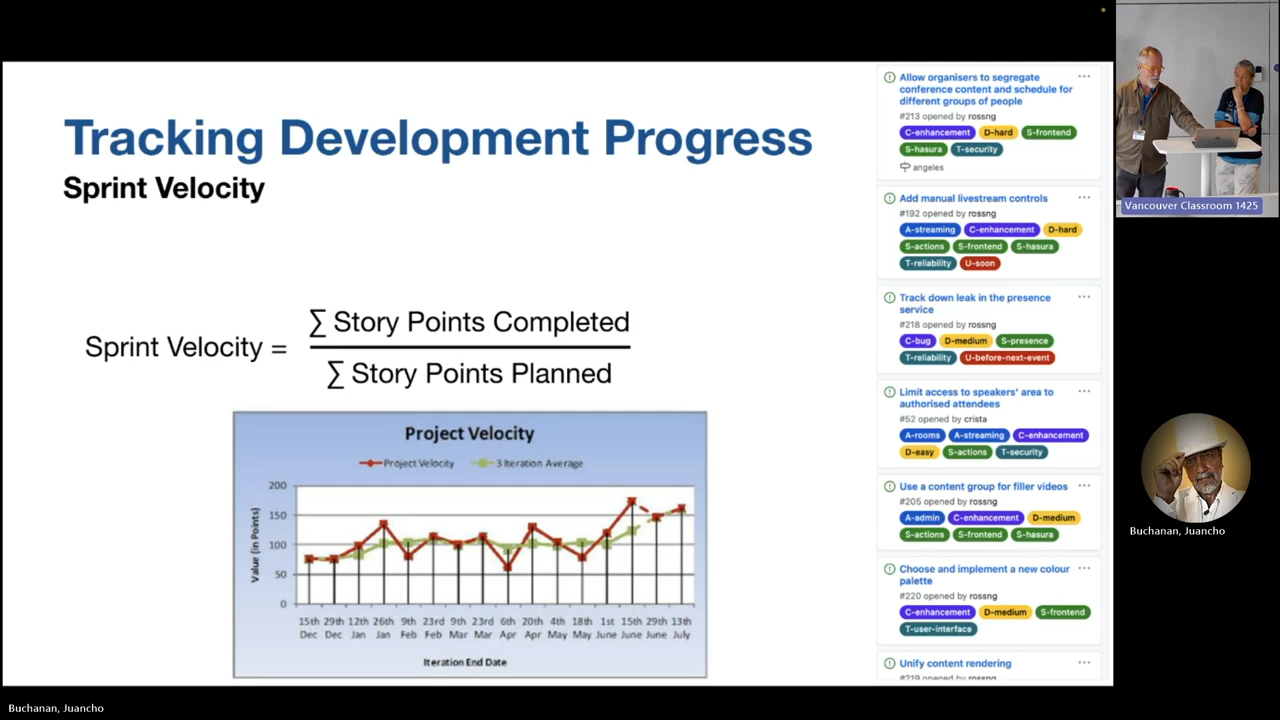 Tracking Development Progress
Sprint Velocity
Sprint Velocity =
∑ Story Points Completed
∑ Story Points Planned
Project Velocity
Project Velocity
3 Iteration Average
Value (in Points)
200
150
100
50
0
15th Dec
29th Dec
12th Jan
26th Jan
9th Feb
23rd Feb
9th Mar
23rd Mar
6th Apr
20th Apr
4th May
18th May
1st June
15th June
29th June
13th July
Iteration End Date
Allow organisers to segregate
conference content and schedule for
different groups of people
#213 opened by rossng
C-enhancement D-hard S-frontend
S-hasura T-security
angeles
Add manual livestream controls
#192 opened by rossng
A-streaming C-enhancement D-hard
S-actions S-frontend S-hasura
T-reliability U-soon
Track down leak in the presence
service
#218 opened by rossng
C-bug D-medium S-presence
T-reliability U-before-next-event
Limit access to speakers' area to
authorised attendees
#52 opened by crista
A-rooms A-streaming C-enhancement
D-easy S-actions T-security
Use a content group for filler videos
#205 opened by rossng
A-admin C-enhancement D-medium
S-actions S-frontend S-hasura
Choose and implement a new colour
palette
#220 opened by rossng
C-enhancement D-medium S-frontend
T-user-interface
Unify content rendering
#219 opened by rossng
Vancouver Classroom 1425
Buchanan, Juancho
Buchanan, Juancho